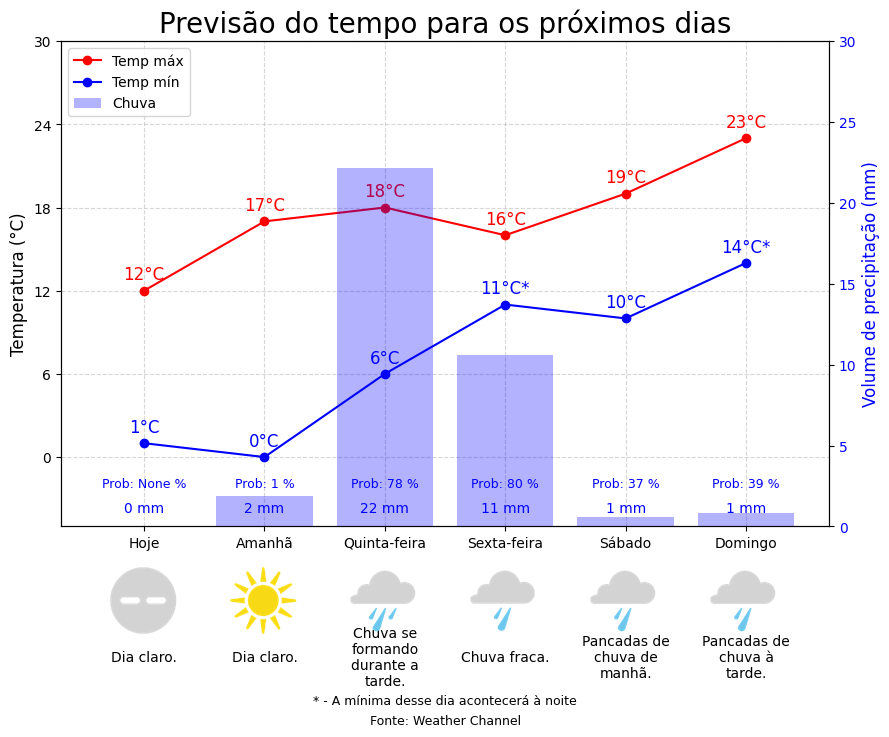 Previsão do tempo para os próximos dias
Temp máx
Temp mín
Chuva
Temperatura (°C)
30
24
18
12
6
0
Volume de precipitação (mm)
30
25
20
15
10
5
0
12°C
17°C
18°C
16°C
19°C
23°C
1°C
0°C
6°C
11°C*
10°C
14°C*
Prob: None %
Prob: 1 %
Prob: 78 %
Prob: 80 %
Prob: 37 %
Prob: 39 %
0 mm
2 mm
22 mm
11 mm
1 mm
1 mm
Hoje
Amanhã
Quinta-feira
Sexta-feira
Sábado
Domingo
Dia claro.
Dia claro.
Chuva se
formando
durante a
tarde.
Chuva fraca.
Pancadas de
chuva de
manhã.
Pancadas de
chuva à
tarde.
* - A mínima desse dia acontecerá à noite
Fonte: Weather Channel